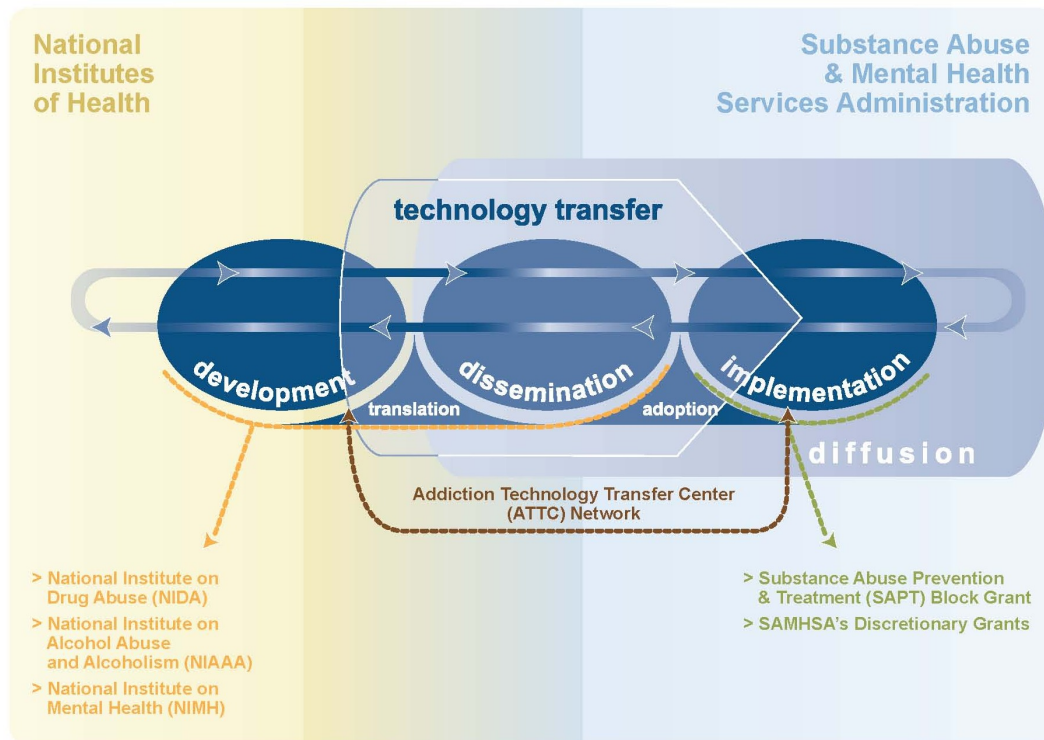 National
Institutes
of Health
Substance Abuse
& Mental Health
Services Administration
technology transfer
development
dissemination
implementation
translation
adoption
diffusion
Addiction Technology Transfer Center
(ATTC) Network
> National Institute on
Drug Abuse (NIDA)
> National Institute on
Alcohol Abuse
and Alcoholism (NIAAA)
> National Institute on
Mental Health (NIMH)
> Substance Abuse Prevention
& Treatment (SAPT) Block Grant
> SAMHSA's Discretionary Grants